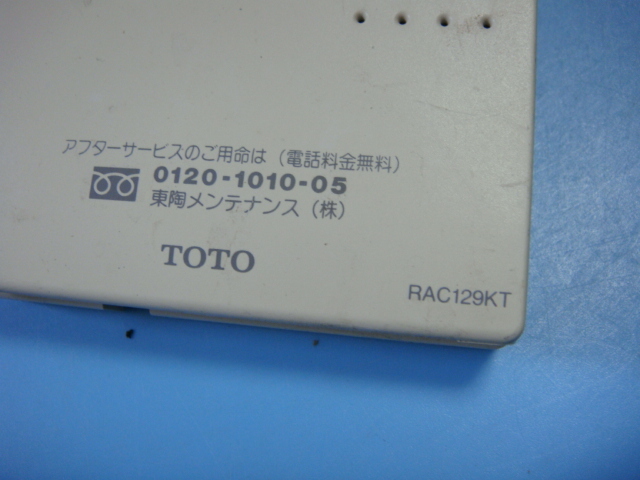 アフターサービスのご用命は（電話料金無料）
0120-1010-05
東陶メンテナンス（株）
TOTO
RAC129KT